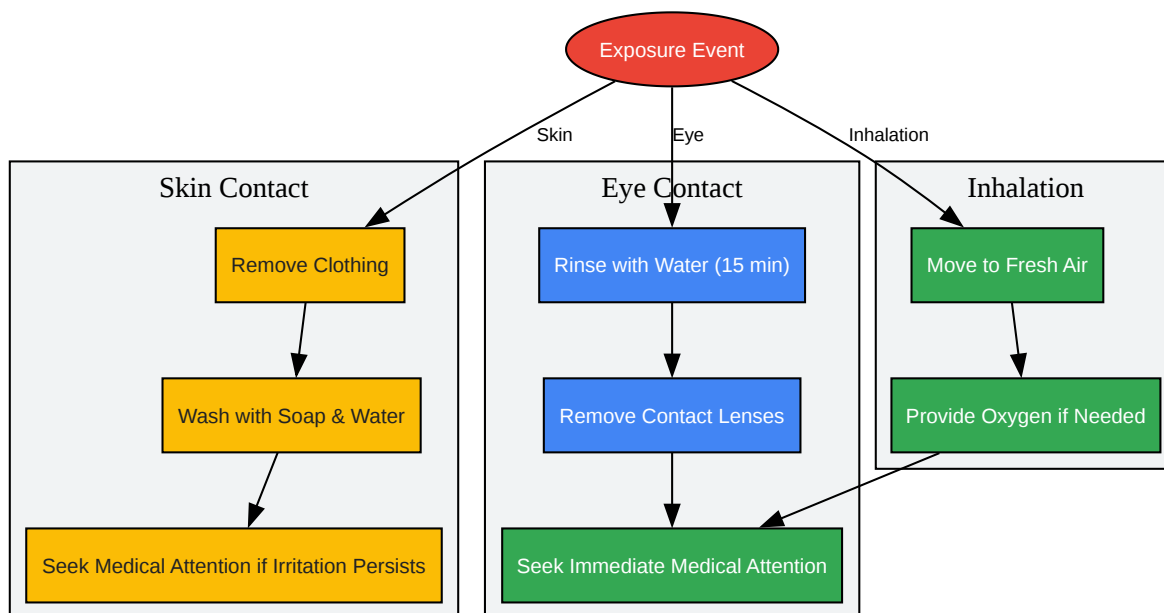 Exposure Event
Skin
Eye
Inhalation
Skin Contact
Eye Contact
Inhalation
Remove Clothing
Rinse with Water (15 min)
Move to Fresh Air
Wash with Soap & Water
Remove Contact Lenses
Provide Oxygen if Needed
Seek Medical Attention if Irritation Persists
Seek Immediate Medical Attention